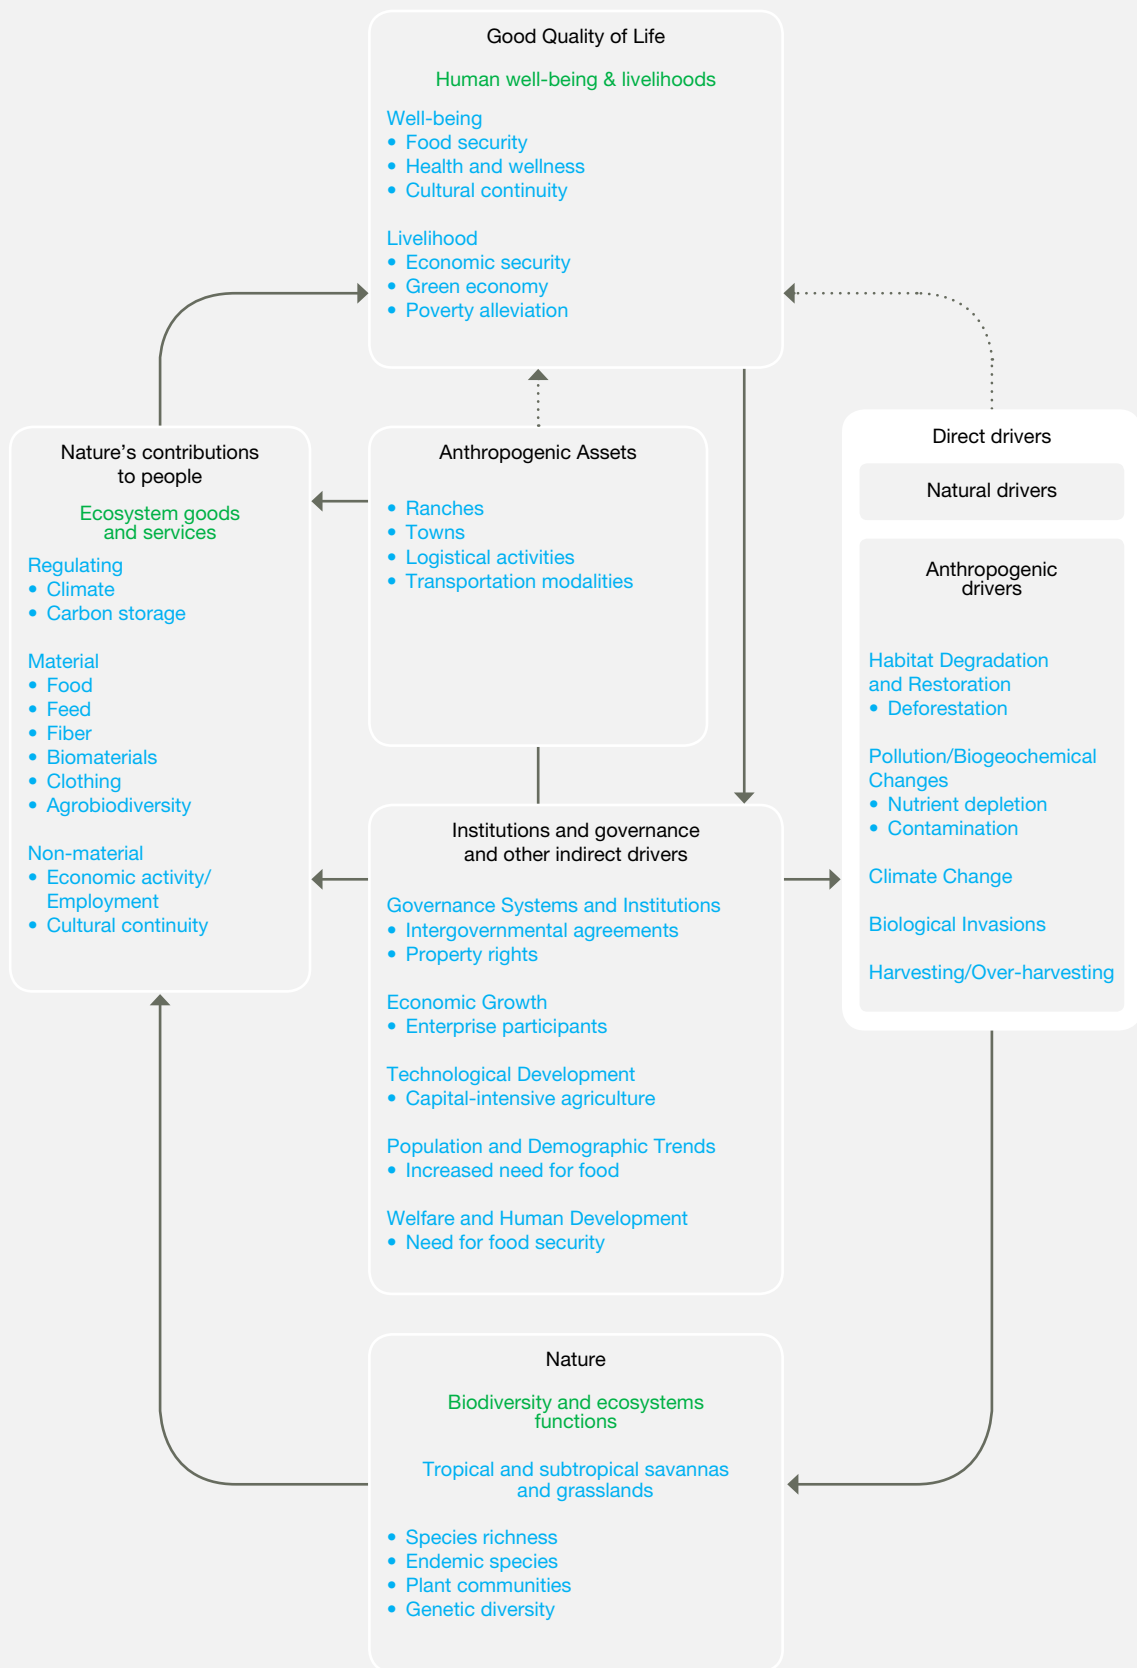 Good Quality of Life
Human well-being & livelihoods
Well-being
• Food security
• Health and wellness
• Cultural continuity
Livelihood
• Economic security
• Green economy
• Poverty alleviation
Nature's contributions
to people
Ecosystem goods
and services
Regulating
• Climate
• Carbon storage
Material
• Food
• Feed
• Fiber
• Biomaterials
• Clothing
• Agrobiodiversity
Non-material
• Economic activity/
Employment
• Cultural continuity
Anthropogenic Assets
• Ranches
• Towns
• Logistical activities
• Transportation modalities
Direct drivers
Natural drivers
Anthropogenic
drivers
Habitat Degradation
and Restoration
• Deforestation
Pollution/Biogeochemical
Changes
• Nutrient depletion
• Contamination
Climate Change
Biological Invasions
Harvesting/Over-harvesting
Institutions and governance
and other indirect drivers
Governance Systems and Institutions
• Intergovernmental agreements
• Property rights
Economic Growth
• Enterprise participants
Technological Development
• Capital-intensive agriculture
Population and Demographic Trends
• Increased need for food
Welfare and Human Development
• Need for food security
Nature
Biodiversity and ecosystems
functions
Tropical and subtropical savannas
and grasslands
• Species richness
• Endemic species
• Plant communities
• Genetic diversity